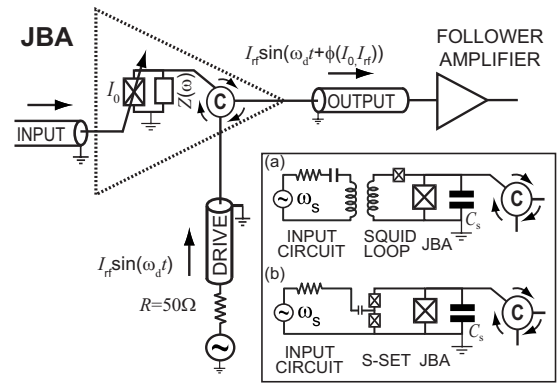 JBA
I_rf sin(ω_d t+ϕ(I_0, I_rf))
FOLLOWER
AMPLIFIER
I_0
Z(ω)
C
INPUT
OUTPUT
DRIVE
I_rf sin(ω_d t)
R=50Ω
~
(a)
~
ω_s
C_s
C
INPUT
CIRCUIT
SQUID
LOOP
JBA
(b)
~
ω_s
C_s
C
INPUT
CIRCUIT
S-SET
JBA